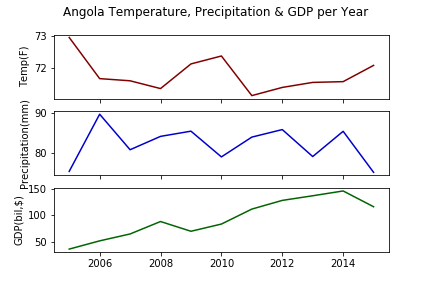 Angola Temperature, Precipitation & GDP per Year
Temp(F)
73
72
Precipitation(mm)
90
80
GDP(bil,$)
150
100
50
2006 2008 2010 2012 2014